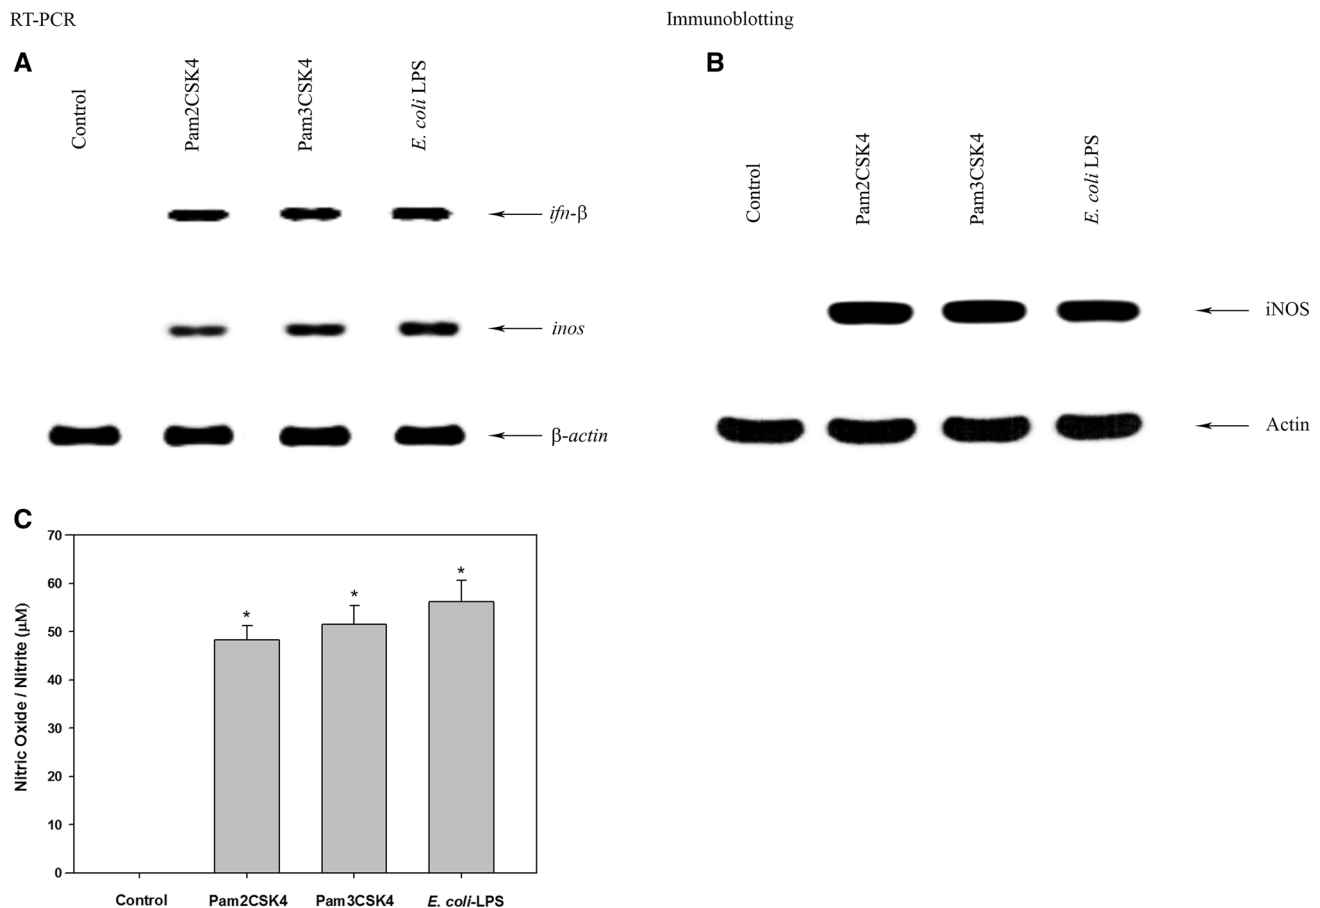 RT-PCR
Immunoblotting
A
Control
Pam2CSK4
Pam3CSK4
E. coli LPS
ifn-β
inos
β-actin
B
Control
Pam2CSK4
Pam3CSK4
E. coli LPS
iNOS
Actin
C
Nitric Oxide / Nitrite (µM)
70
60
50
40
30
20
10
0
*
*
*
Control
Pam2CSK4
Pam3CSK4
E. coli-LPS